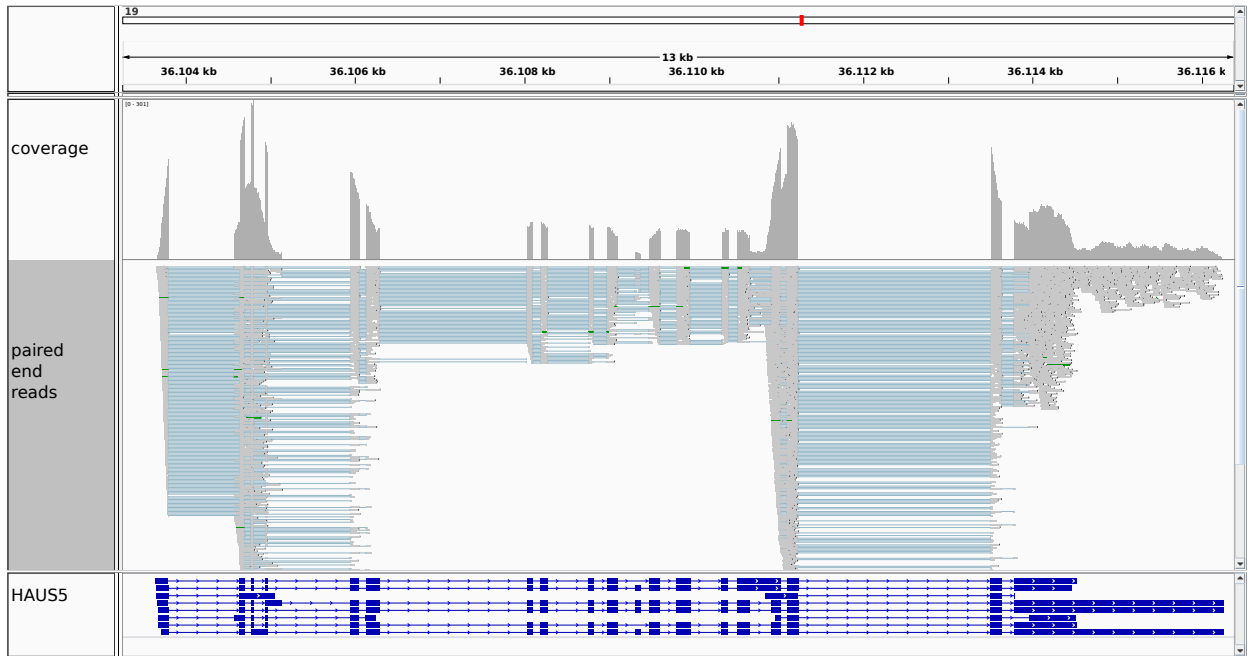 19
13 kb
36.104 kb 36.106 kb 36.108 kb 36.110 kb 36.112 kb 36.114 kb 36.116 k
[0 - 301]
coverage
paired
end
reads
HAUS5